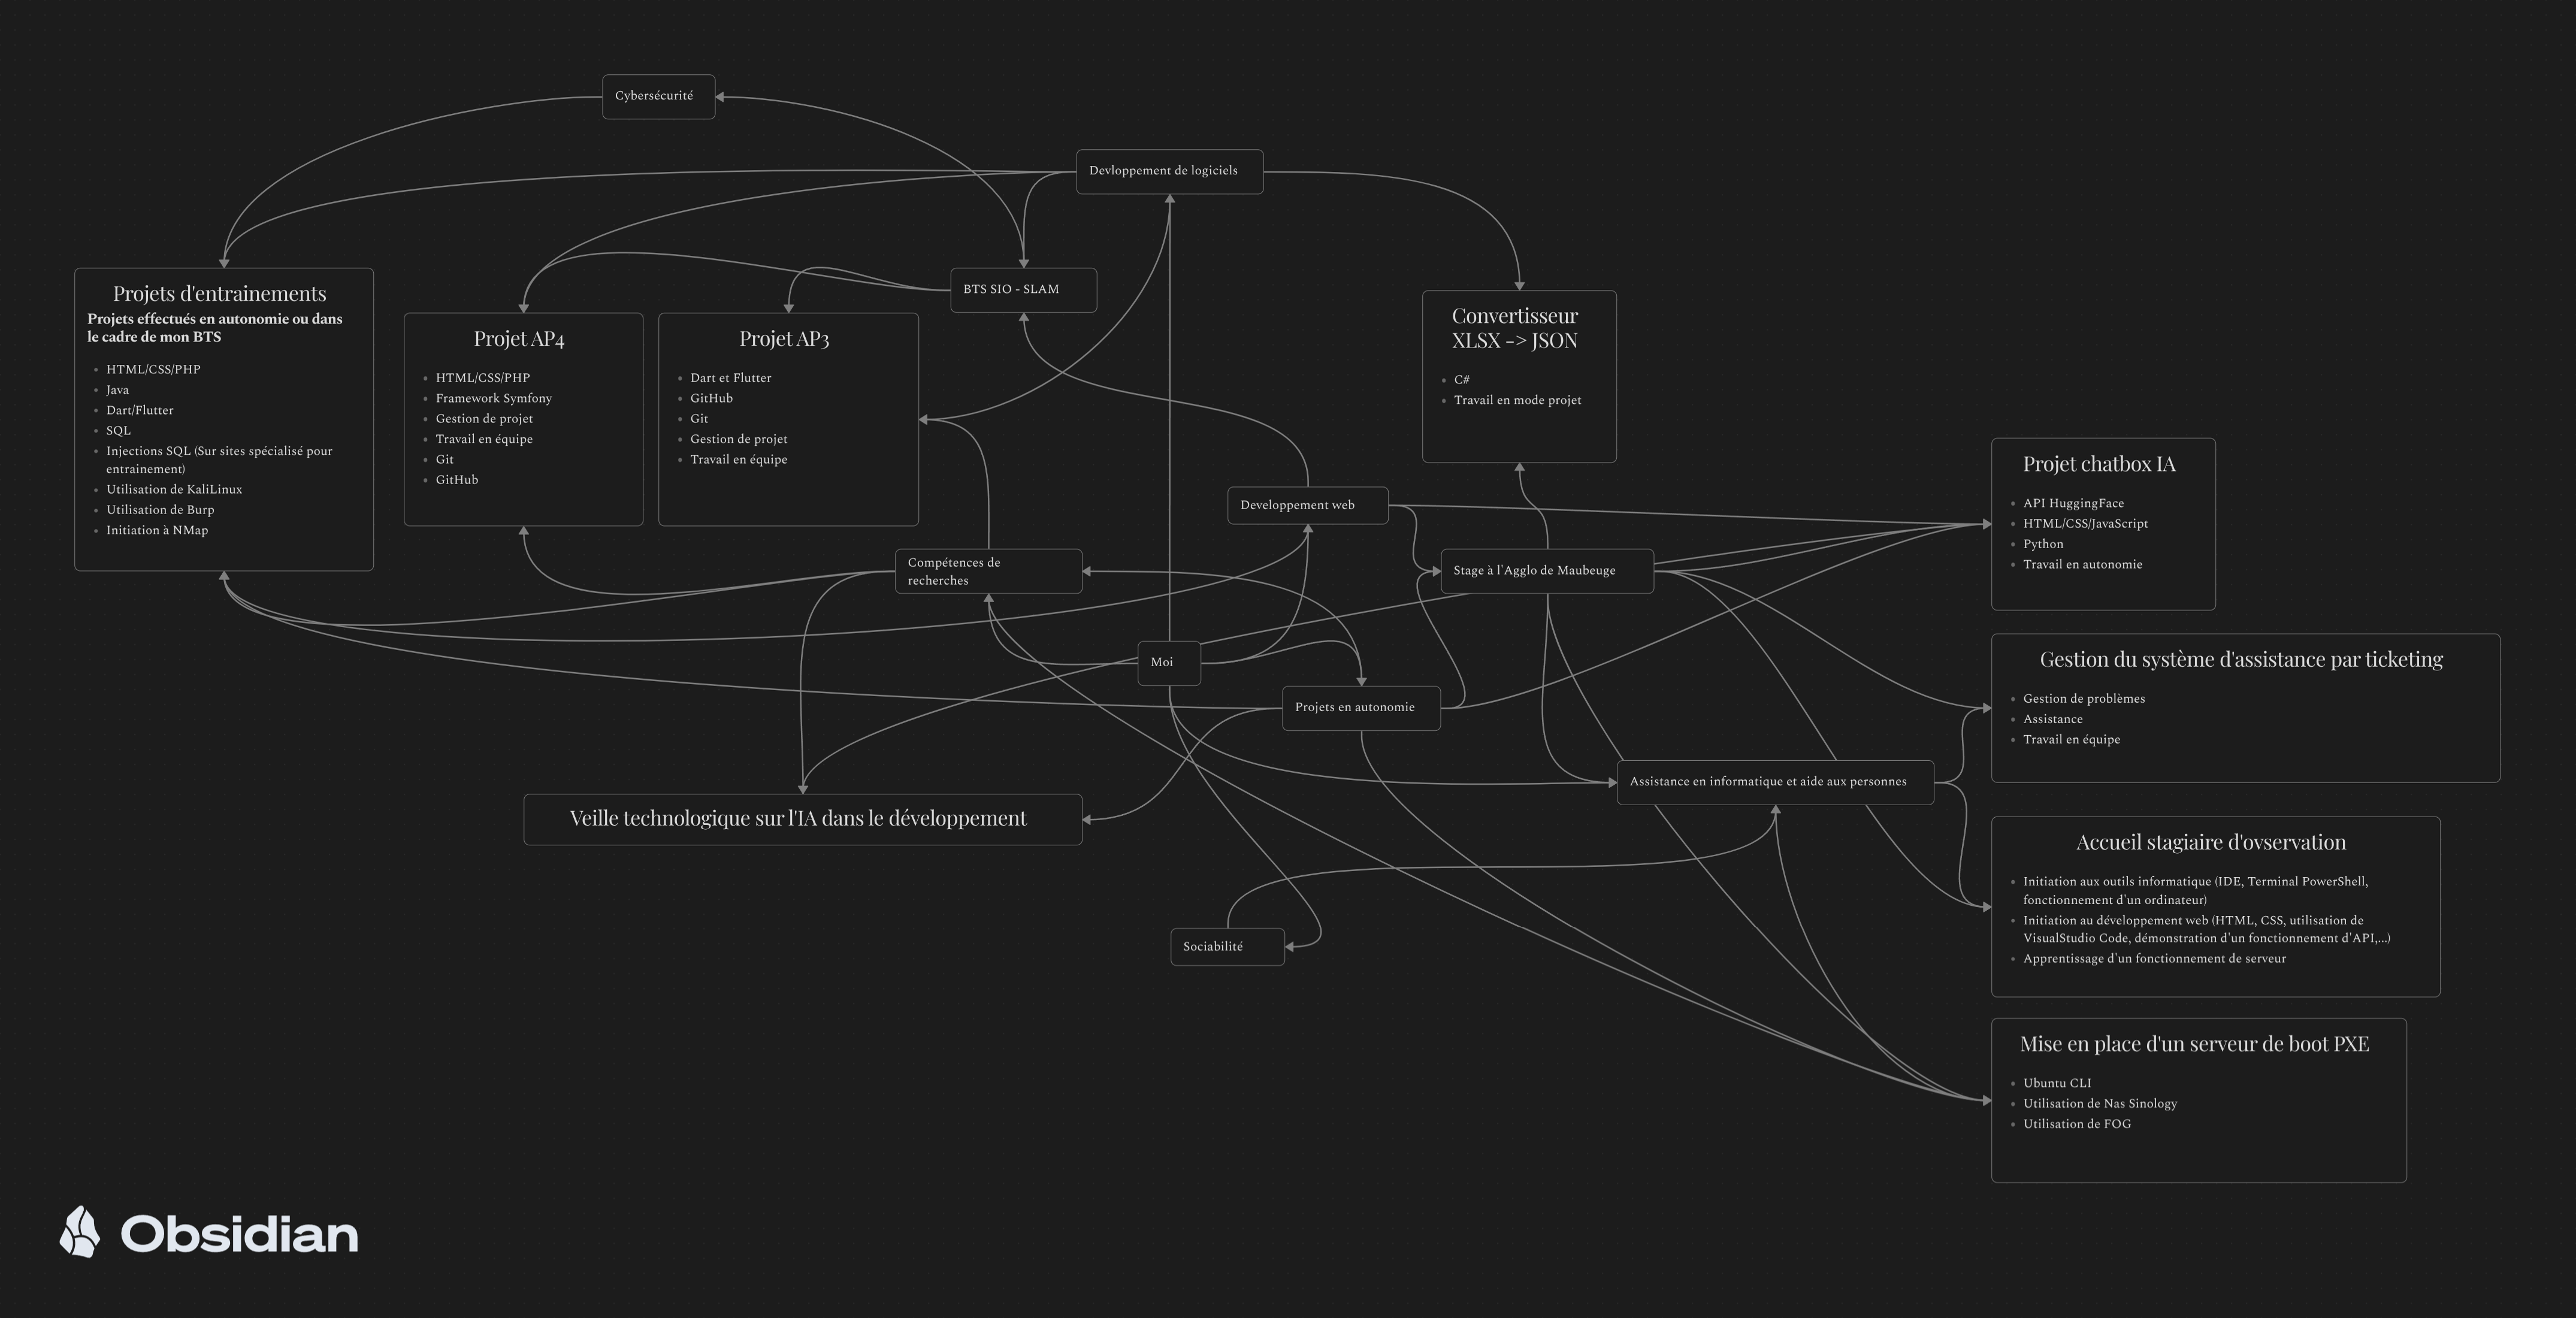 Cybersécurité
Devloppement de logiciels
BTS SIO - SLAM
Projets d'entrainements
Projets effectués en autonomie ou dans
le cadre de mon BTS
HTML/CSS/PHP
Java
Dart/Flutter
SQL
Injections SQL (Sur sites spécialisé pour
entrainement)
Utilisation de KaliLinux
Utilisation de Burp
Initiation à NMap
Projet AP4
HTML/CSS/PHP
Framework Symfony
Gestion de projet
Travail en équipe
Git
GitHub
Projet AP3
Dart et Flutter
GitHub
Git
Gestion de projet
Travail en équipe
Convertisseur
XLSX -> JSON
C#
Travail en mode projet
Developpement web
Compétences de
recherches
Stage à l'Agglo de Maubeuge
Projet chatbox IA
API HuggingFace
HTML/CSS/JavaScript
Python
Travail en autonomie
Moi
Projets en autonomie
Gestion du système d'assistance par ticketing
Gestion de problèmes
Assistance
Travail en équipe
Assistance en informatique et aide aux personnes
Veille technologique sur l'IA dans le développement
Sociabilité
Accueil stagiaire d'ovservation
Initiation aux outils informatique (IDE, Terminal PowerShell,
fonctionnement d'un ordinateur)
Initiation au développement web (HTML, CSS, utilisation de
VisualStudio Code, démonstration d'un fonctionnement d'API,...)
Apprentissage d'un fonctionnement de serveur
Mise en place d'un serveur de boot PXE
Ubuntu CLI
Utilisation de Nas Sinology
Utilisation de FOG
Obsidian